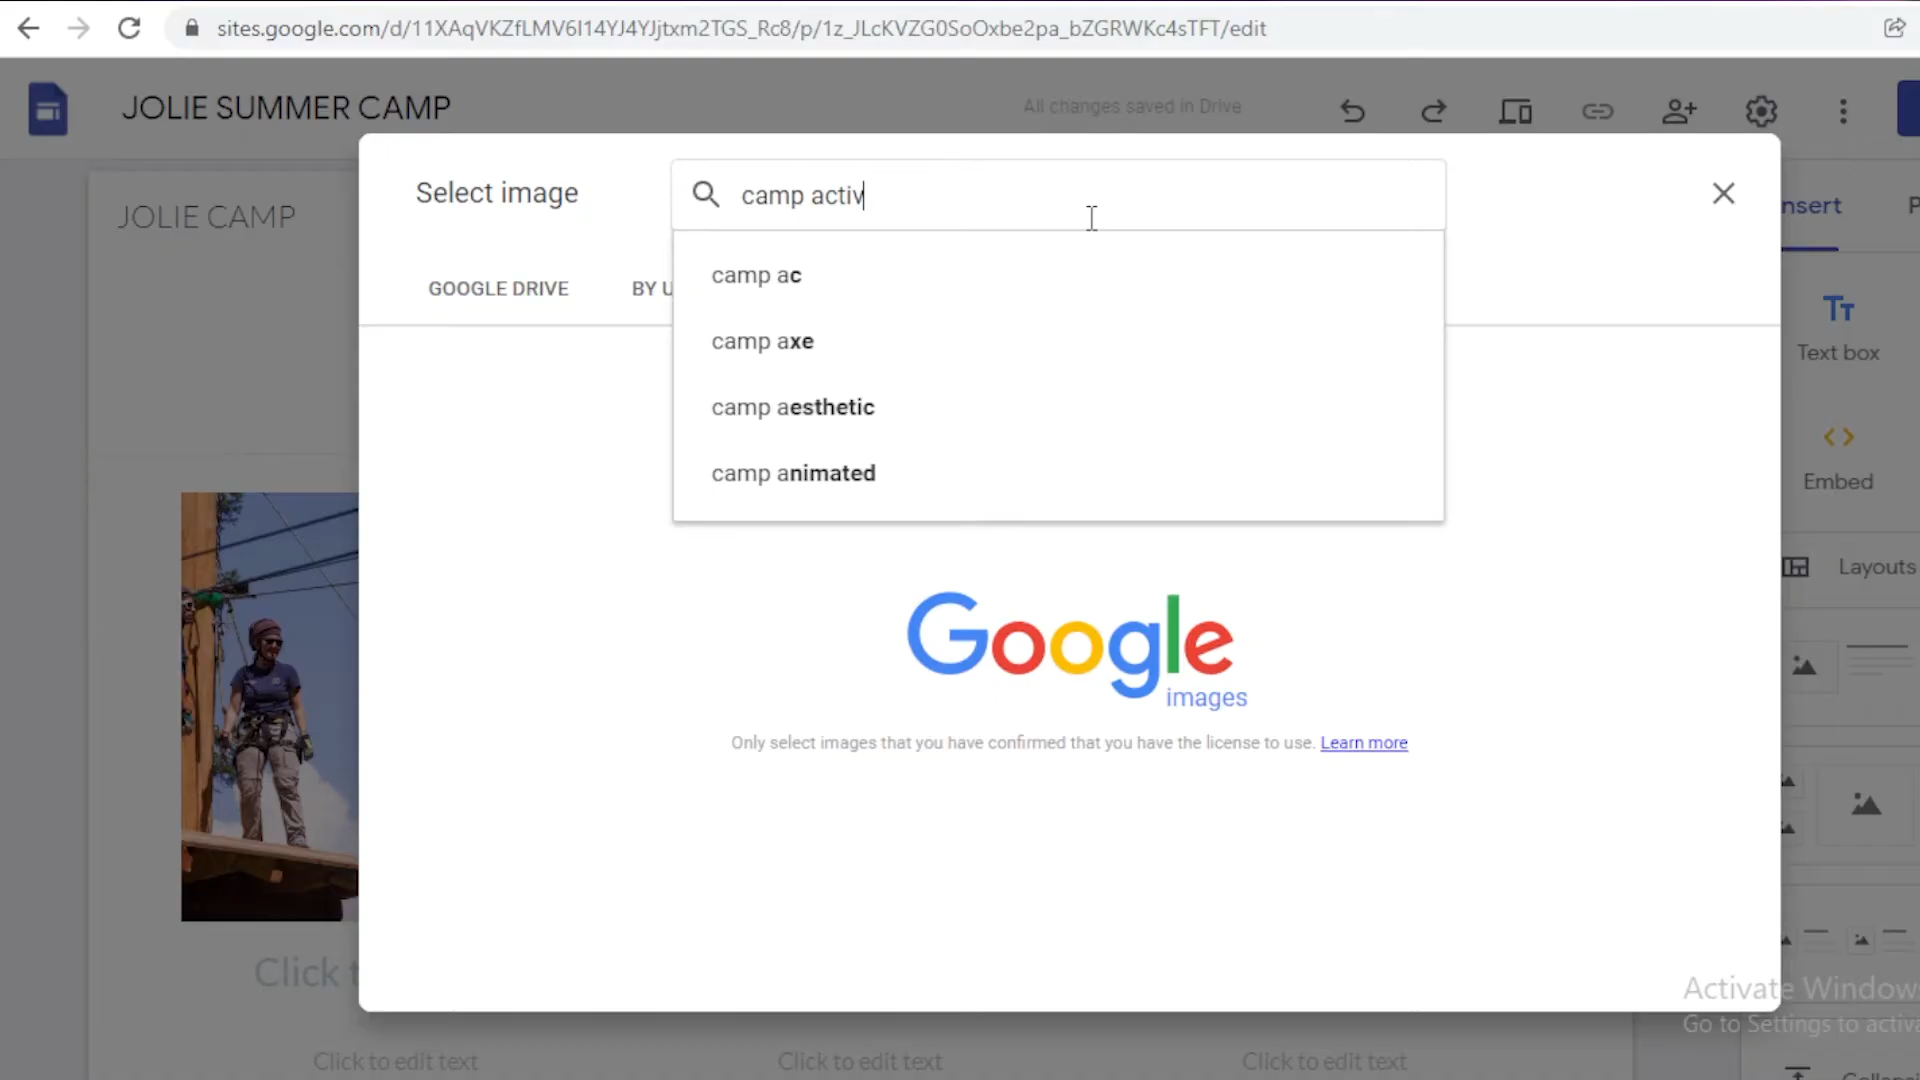 sites.google.com/d/11XAqVKZfLMV6I14YJ4YJjtxm2TGS_Rc8/p/1z_JLcKVZG0SoOxbe2pa_bZGRWKc4sTFT/edit
JOLIE SUMMER CAMP
All changes saved in Drive
JOLIE CAMP
Select image
camp activ
nsert
P
GOOGLE DRIVE
BY U
camp ac
camp axe
camp aesthetic
camp animated
Text box
Embed
Layouts
Google
images
Only select images that you have confirmed that you have the license to use. Learn more
Click t
Activate Windows
Go to Settings to activa
Click to edit text
Click to edit text
Click to edit text